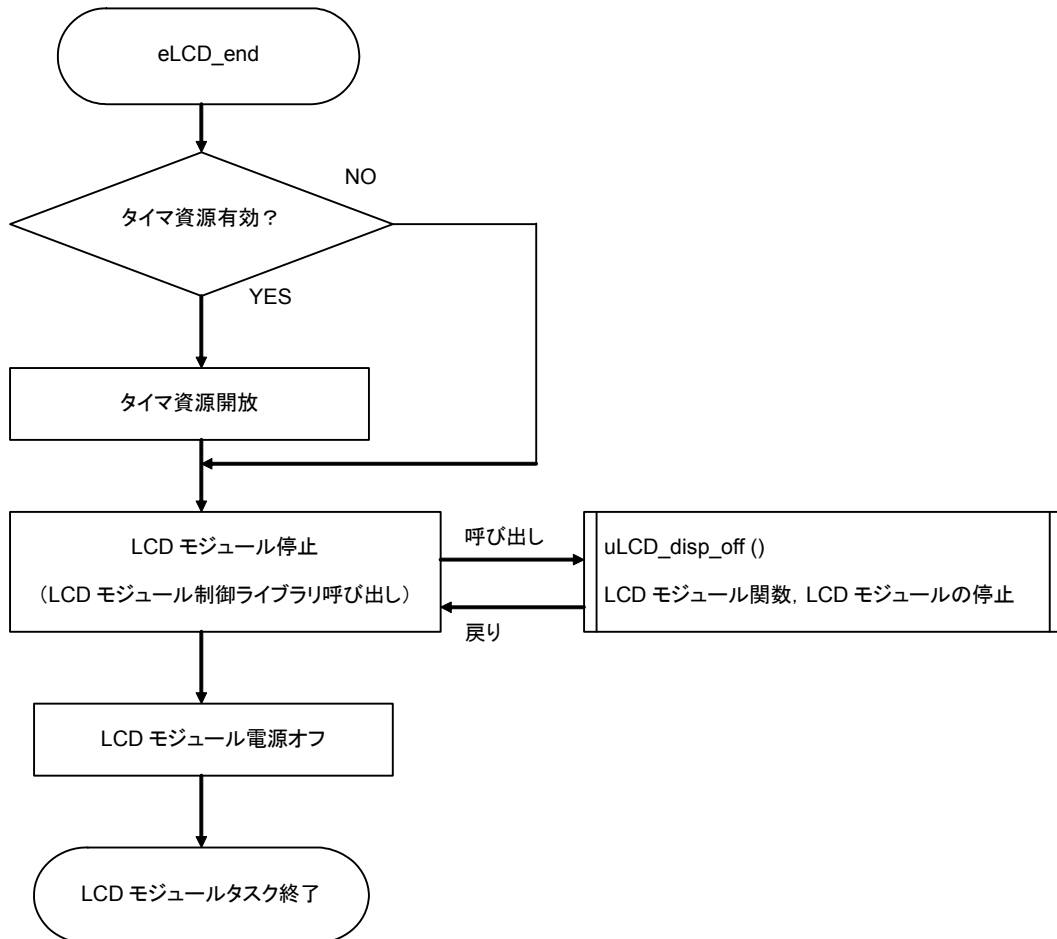 eLCD_end
NO
タイマ資源有効？
YES
タイマ資源開放
LCD モジュール停止
（LCD モジュール制御ライブラリ呼び出し）
呼び出し
戻り
uLCD_disp_off ()
LCD モジュール関数，LCD モジュールの停止
LCD モジュール電源オフ
LCD モジュールタスク終了